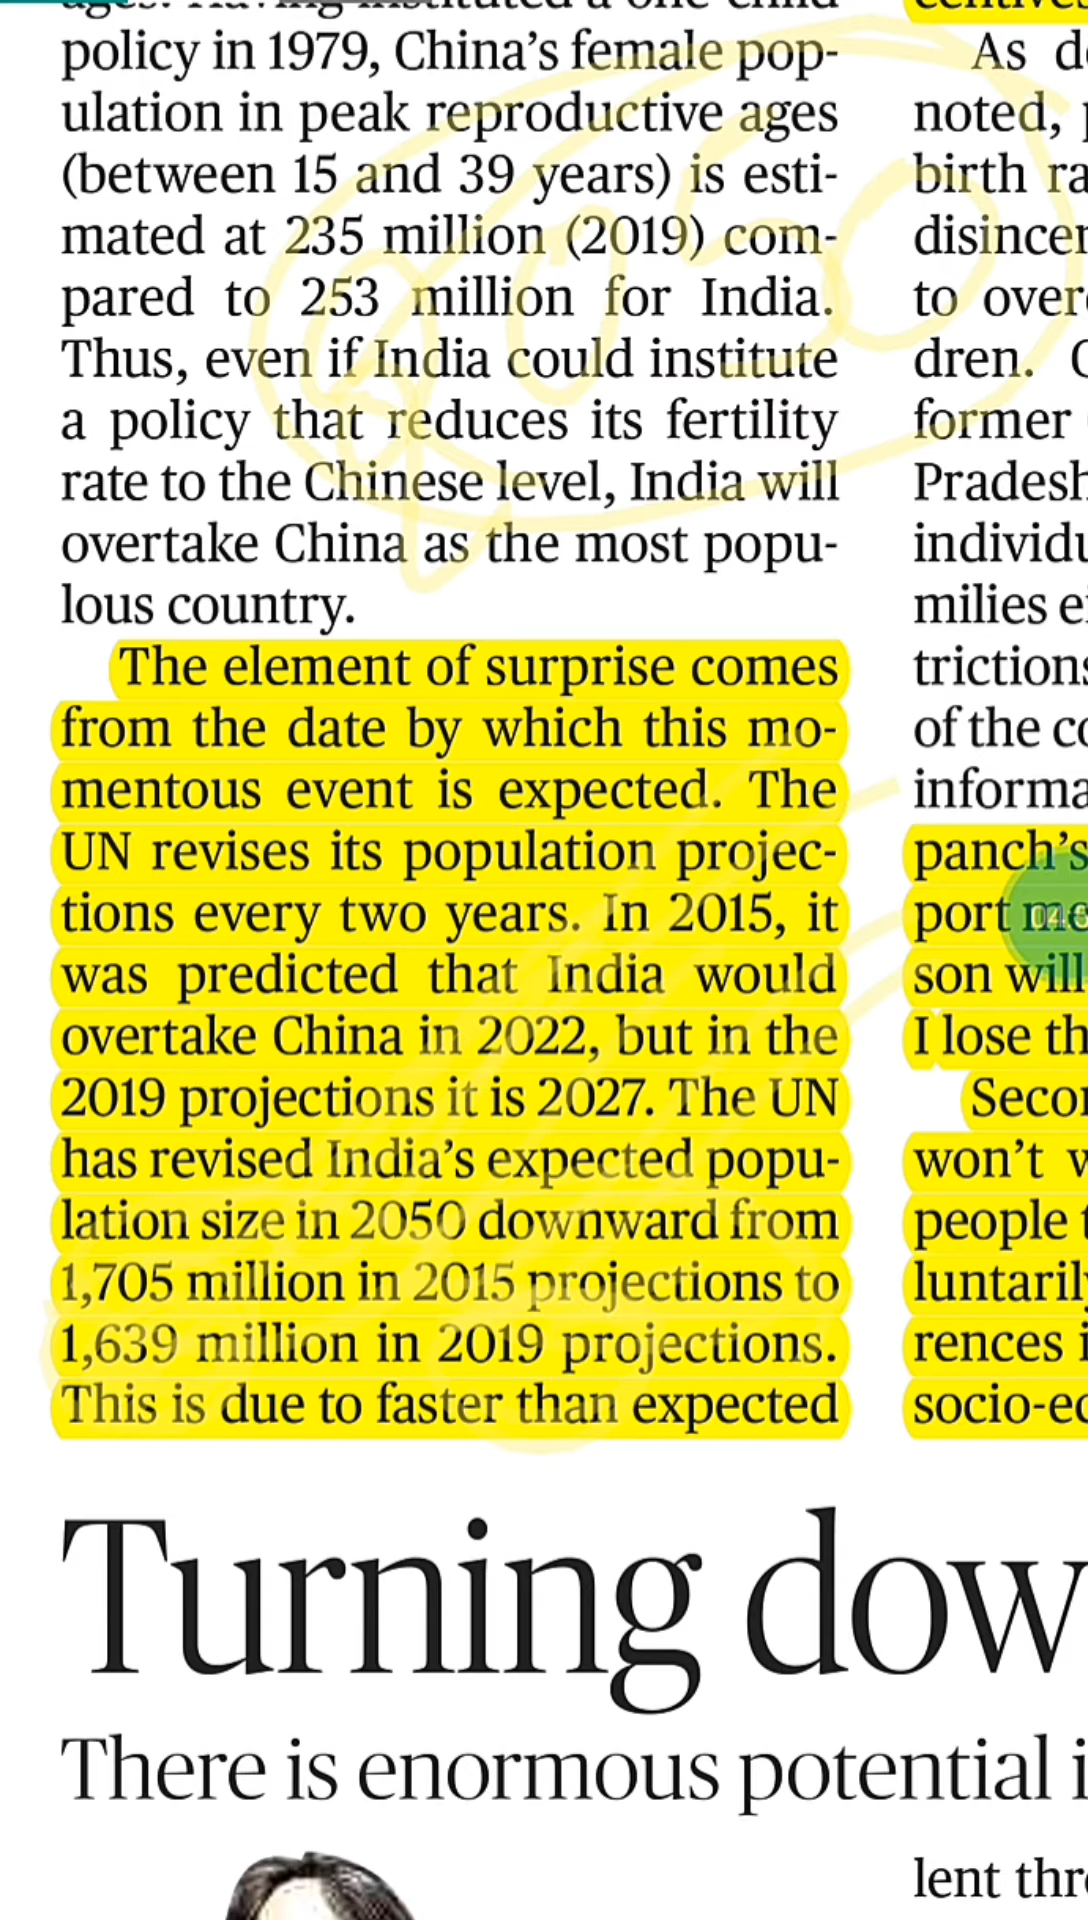 policy in 1979, China's female pop-
ulation in peak reproductive ages
(between 15 and 39 years) is esti-
mated at 235 million (2019) com-
pared to 253 million for India.
Thus, even if India could institute
a policy that reduces its fertility
rate to the Chinese level, India will
overtake China as the most popu-
lous country.
The element of surprise comes
from the date by which this mo-
mentous event is expected. The
UN revises its population projec-
tions every two years. In 2015, it
was predicted that India would
overtake China in 2022, but in the
2019 projections it is 2027. The UN
has revised India's expected popu-
lation size in 2050 downward from
1,705 million in 2015 projections to
1,639 million in 2019 projections.
This is due to faster than expected
As
noted,
birth
to
dren.
former
milies
of the
panch's
port
son will
I lose
won't
people
rences
Turning
There is enormous potential
lent